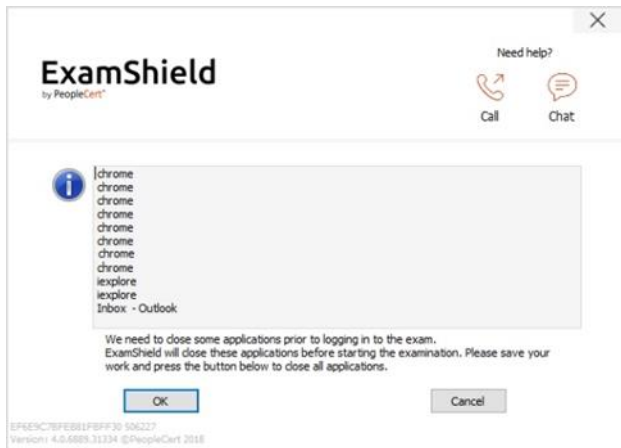 Need help?
ExamShield
by PeopleCert
Call
Chat
chrome
chrome
chrome
chrome
chrome
chrome
chrome
chrome
iexplore
iexplore
Inbox - Outlook
We need to close some applications prior to logging in to the exam.
ExamShield will close these applications before starting the examination. Please save your
work and press the button below to close all applications.
OK
Cancel
Version: 4.0.6889.31334 ©PeopleCert 2018